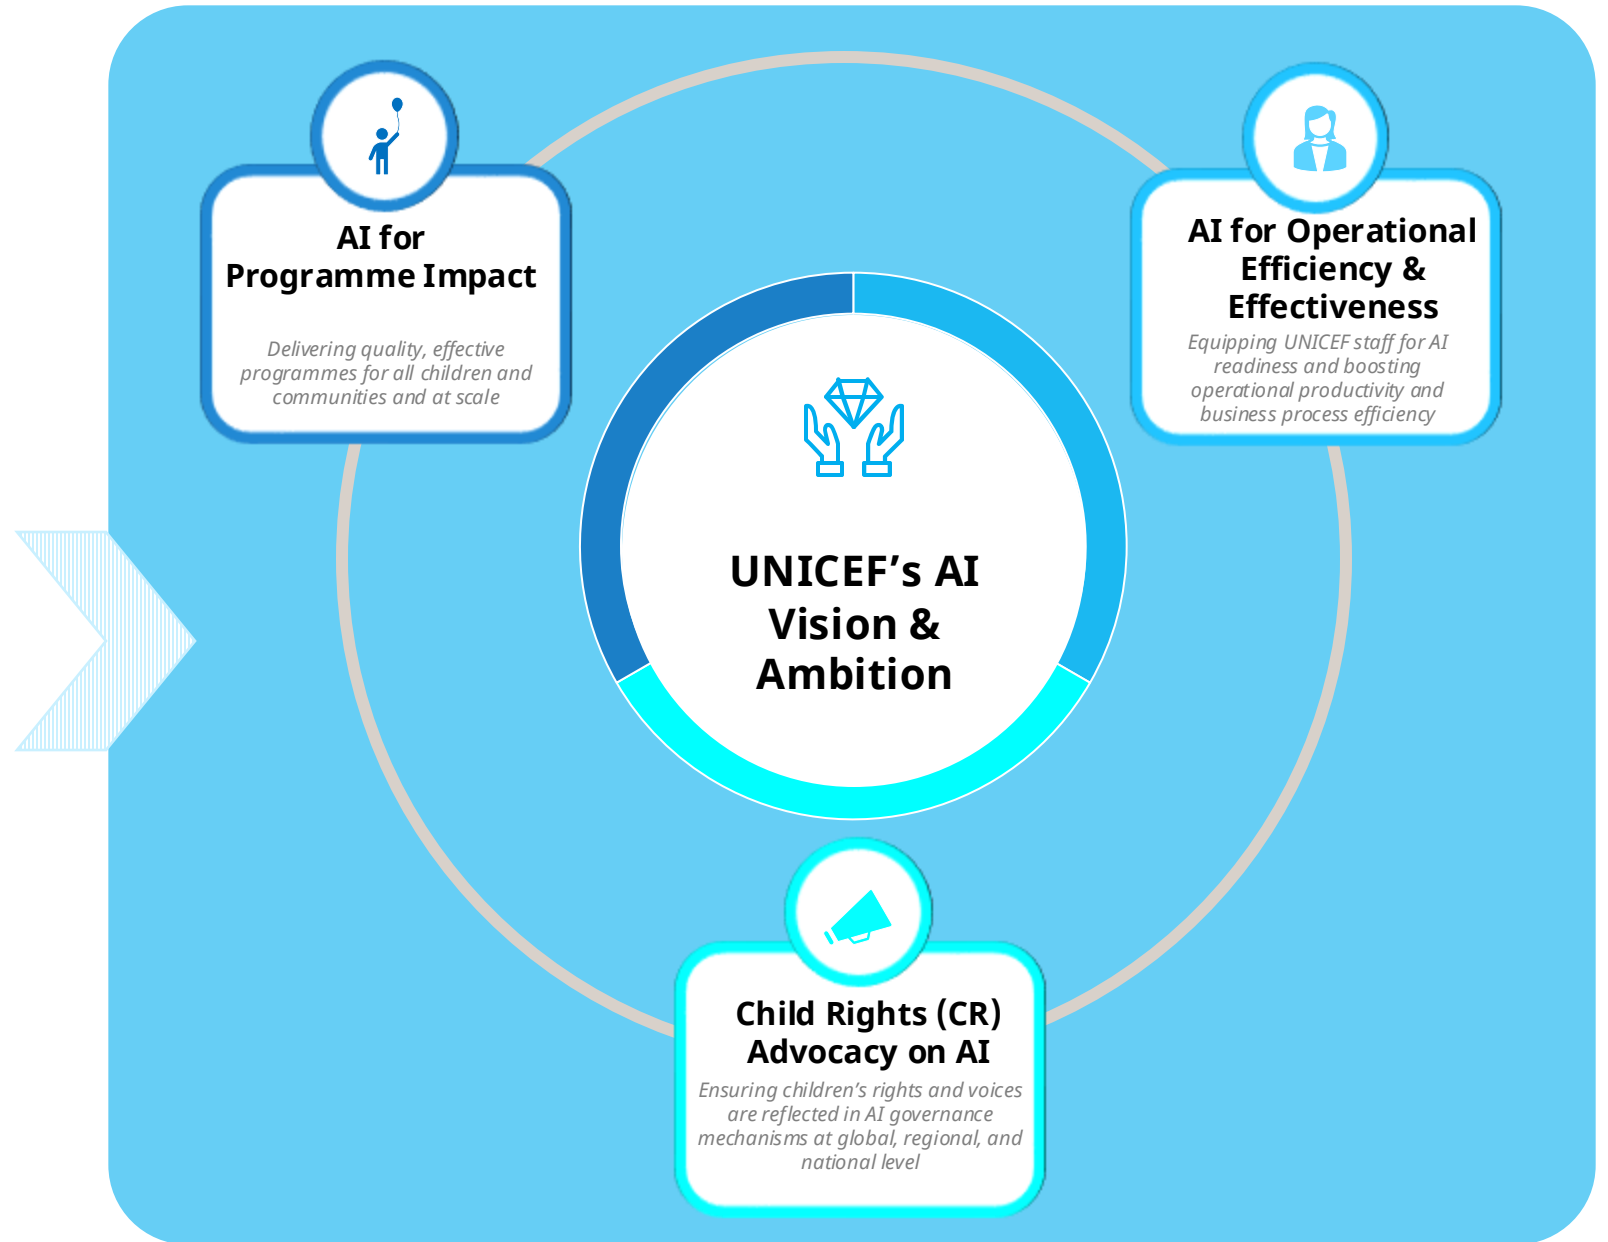 AI for
Programme Impact
Delivering quality, effective
programmes for all children and
communities and at scale
AI for Operational
Efficiency &
Effectiveness
Equipping UNICEF staff for AI
readiness and boosting
operational productivity and
business process efficiency
UNICEF’s AI
Vision &
Ambition
Child Rights (CR)
Advocacy on AI
Ensuring children’s rights and voices
are reflected in AI governance
mechanisms at global, regional, and
national level